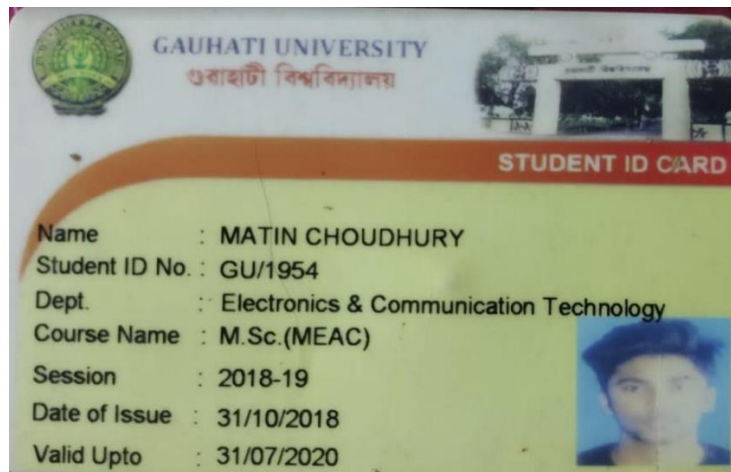 GAUHATI UNIVERSITY
গুৱাহাটী বিশ্ববিদ্যালয়
STUDENT ID CARD
Name : MATIN CHOUDHURY
Student ID No. : GU/1954
Dept. : Electronics & Communication Technology
Course Name : M.Sc.(MEAC)
Session : 2018-19
Date of Issue : 31/10/2018
Valid Upto : 31/07/2020